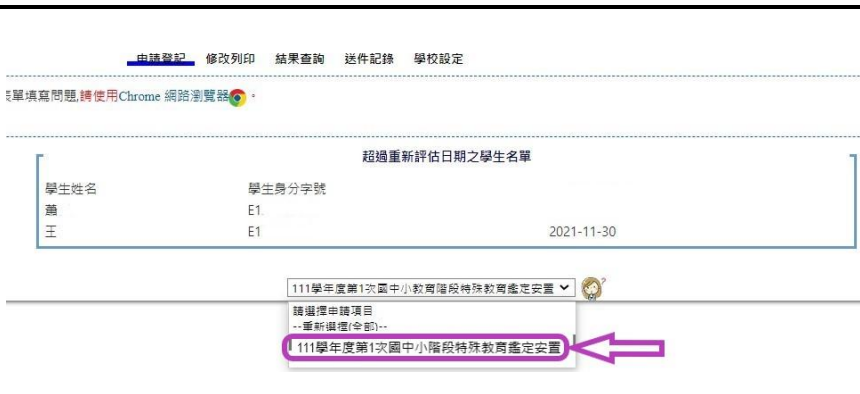 申請登記 修改列印 結果查詢 送件記錄 學校設定
表單填寫問題,請使用Chrome 網路瀏覽器。
超過重新評估日期之學生名單
學生姓名 學生身分字號
蕭 E1
王 E1 2021-11-30
111學年度第1次國中小教育階段特殊教育鑑定安置
請選擇申請項目
--重新選擇(全部)--
111學年度第1次國中小階段特殊教育鑑定安置